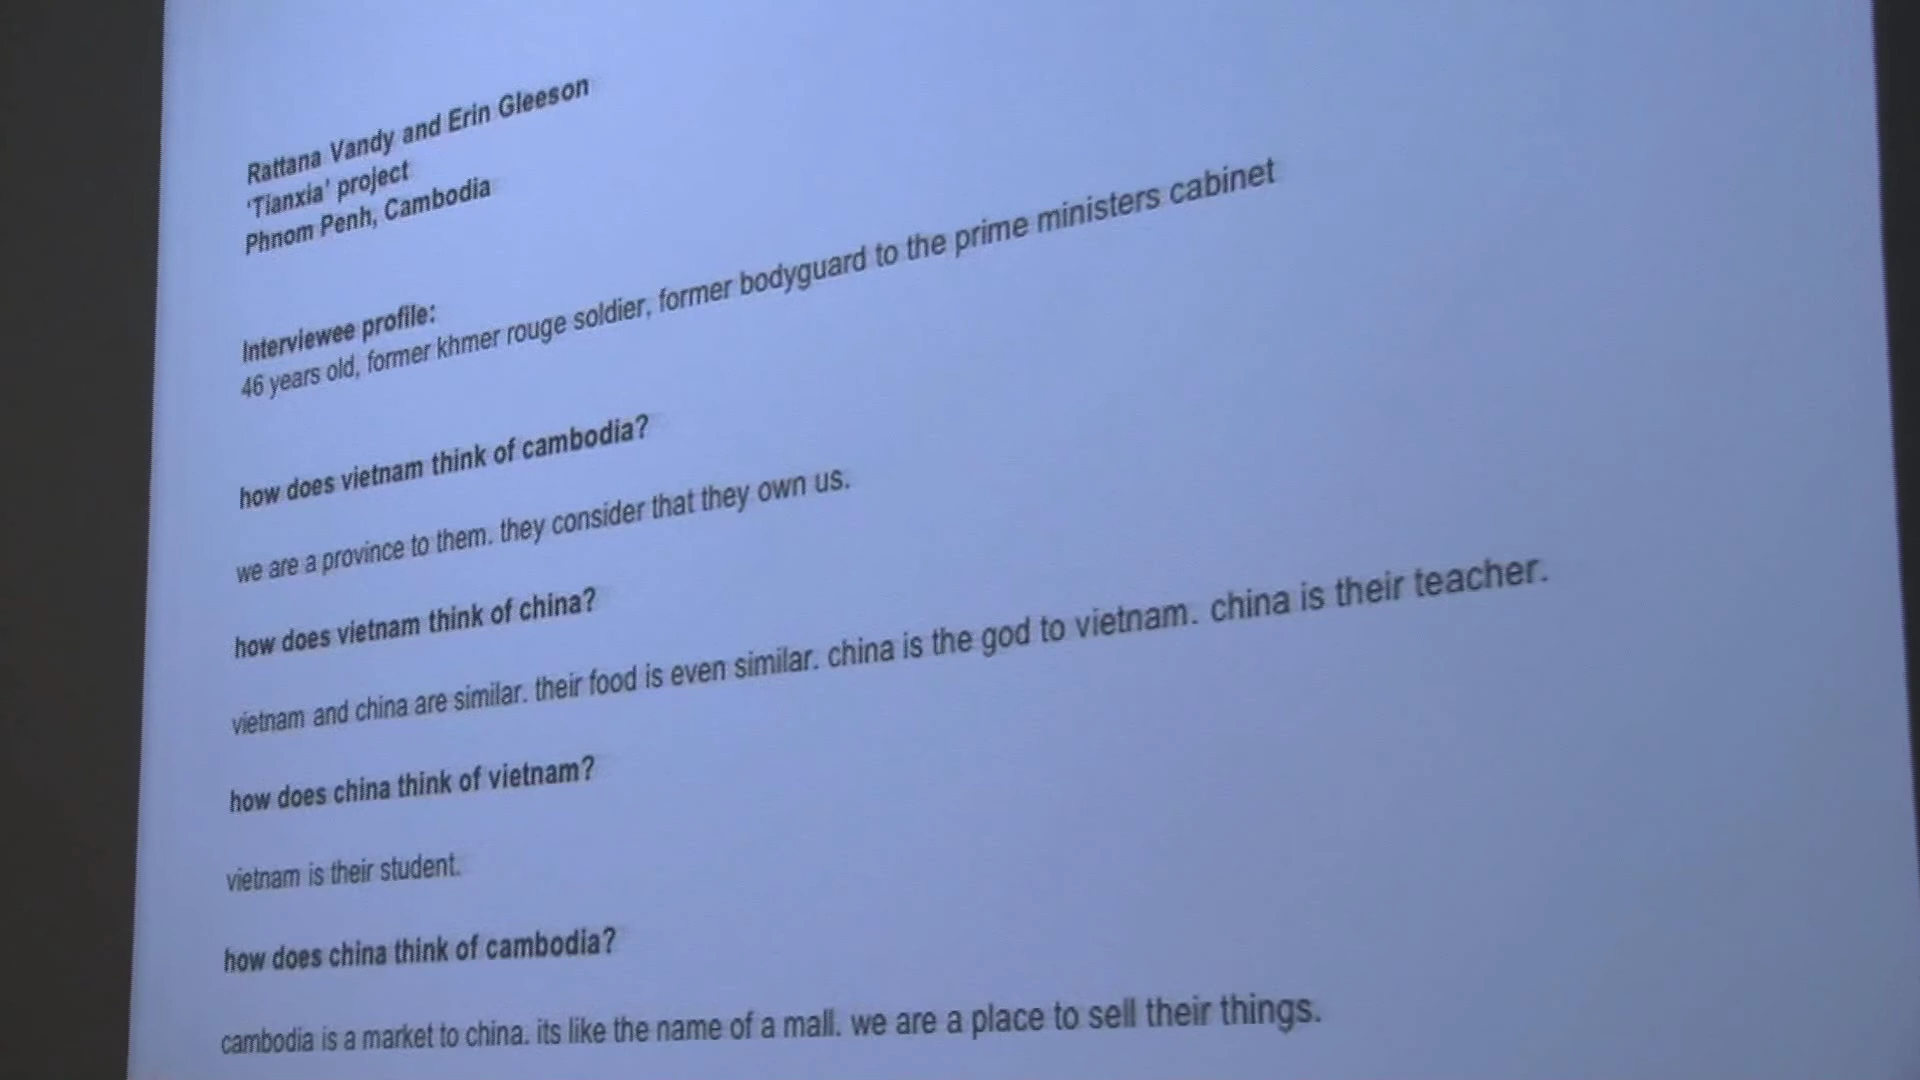 Rattana Vandy and Erin Gleeson
'Tianxia' project
Phnom Penh, Cambodia
Interviewee profile:
46 years old, former khmer rouge soldier, former bodyguard to the prime ministers cabinet
how does vietnam think of cambodia?
we are a province to them. they consider that they own us.
how does vietnam think of china?
vietnam and china are similar. their food is even similar. china is the god to vietnam. china is their teacher.
how does china think of vietnam?
vietnam is their student.
how does china think of cambodia?
cambodia is a market to china. its like the name of a mall. we are a place to sell their things.